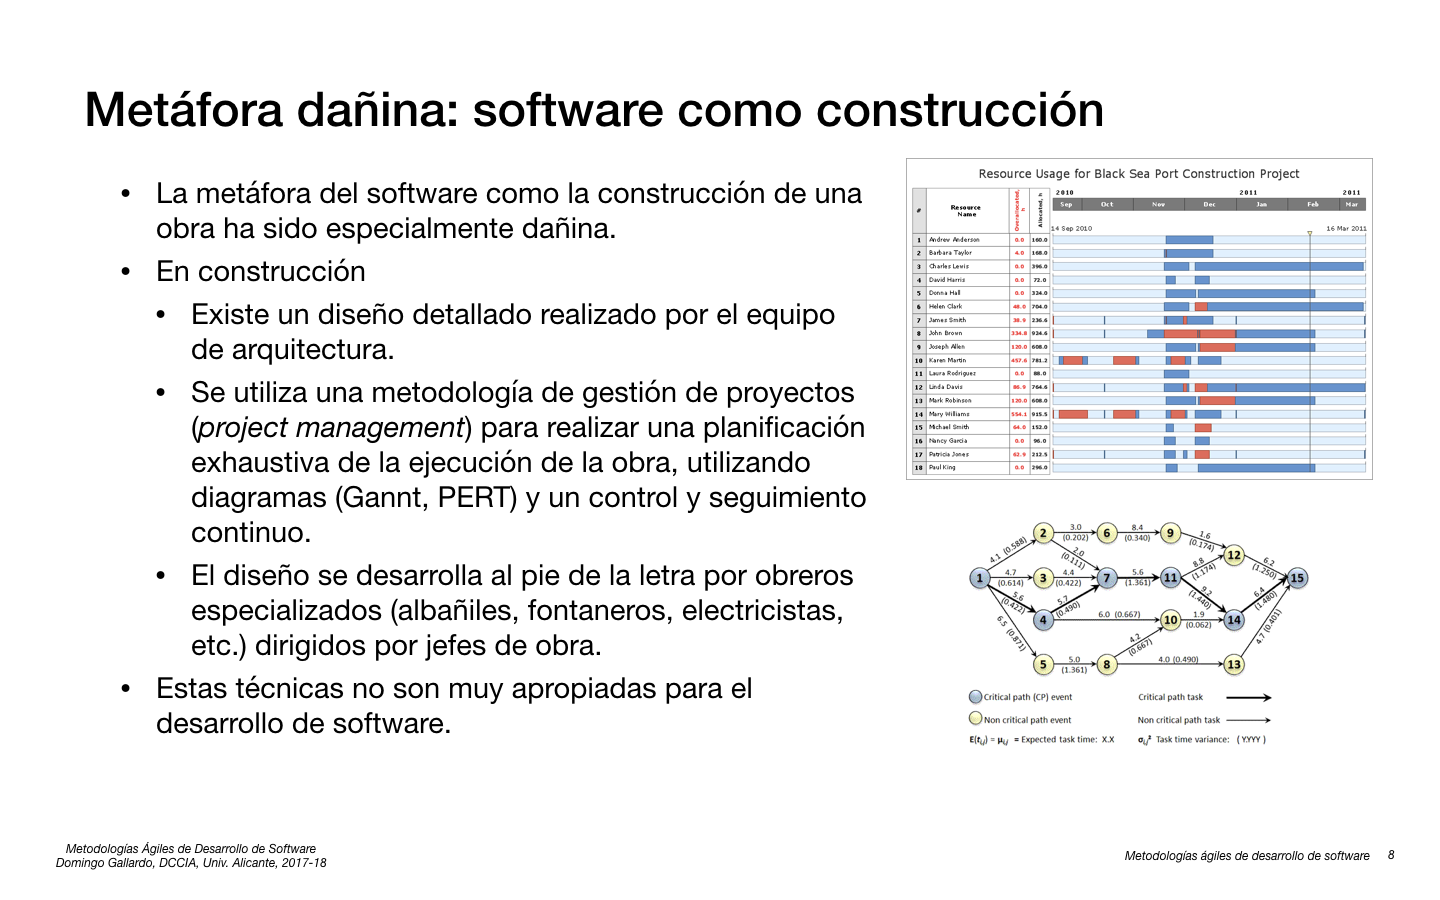 Metáfora dañina: software como construcción
• La metáfora del software como la construcción de una
obra ha sido especialmente dañina.
• En construcción
• Existe un diseño detallado realizado por el equipo
de arquitectura.
• Se utiliza una metodología de gestión de proyectos
(project management) para realizar una planificación
exhaustiva de la ejecución de la obra, utilizando
diagramas (Gannt, PERT) y un control y seguimiento
continuo.
• El diseño se desarrolla al pie de la letra por obreros
especializados (albañiles, fontaneros, electricistas,
etc.) dirigidos por jefes de obra.
• Estas técnicas no son muy apropiadas para el
desarrollo de software.
Resource Usage for Black Sea Port Construction Project
# Resource Name Overallocated, h Allocated, h
2010 2011 2011
Sep Oct Nov Dec Jan Feb Mar
14 Sep 2010 16 Mar 2011
1 Andrew Anderson 0.0 160.0
2 Barbara Taylor 4.0 168.0
3 Charles Lewis 0.0 396.0
4 David Harris 0.0 72.0
5 Donna Hall 0.0 324.0
6 Helen Clark 48.0 704.0
7 James Smith 38.9 236.6
8 John Brown 334.8 924.6
9 Joseph Allen 120.0 608.0
10 Karen Martin 457.6 781.2
11 Laura Rodriguez 0.0 88.0
12 Linda Davis 86.9 764.6
13 Mark Robinson 120.0 608.0
14 Mary Williams 554.1 915.5
15 Michael Smith 64.0 152.0
16 Nancy Garcia 0.0 96.0
17 Patricia Jones 62.9 212.5
18 Paul King 0.0 296.0
2 3.0 (0.202) 6 8.4 (0.340) 9 1.6 (0.174) 12 6.2 (1.250)
4.1 (0.588) 2.0 (0.111) 8.8 (1.174)
1 4.7 (0.614) 3 4.4 (0.422) 7 5.6 (1.361) 11 15
5.6 (0.422) 5.7 (0.490) 9.2 (1.440) 6.4 (1.480)
4 6.0 (0.667) 10 1.9 (0.062) 14
6.5 (0.871) 4.2 (0.667) 4.7 (0.401)
5 5.0 (1.361) 8 4.0 (0.490) 13
Critical path (CP) event Critical path task
Non critical path event Non critical path task
E(tᵢ,ⱼ) = μᵢ,ⱼ = Expected task time: X.X σᵢ,ⱼ² Task time variance: (Y.YYY)
Metodologías Ágiles de Desarrollo de Software
Domingo Gallardo, DCCIA, Univ. Alicante, 2017-18
Metodologías ágiles de desarrollo de software 8